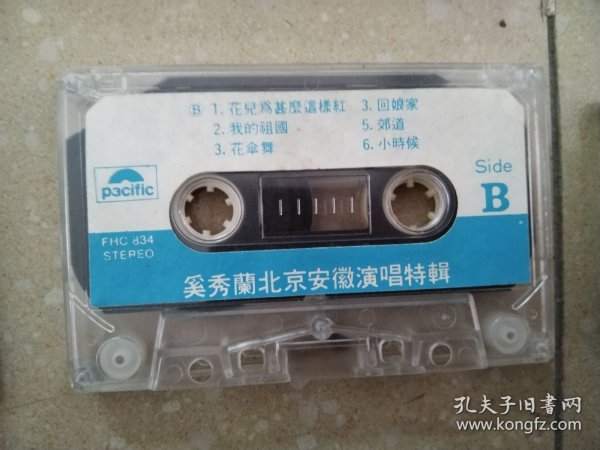 B 1. 花兒爲甚麼這樣紅
2. 我的祖國
3. 花傘舞
3. 回娘家
5. 郊道
6. 小時候
pacific
Side
B
FHC 834
STEREO
奚秀蘭北京安徽演唱特輯
孔夫子旧書网
www.kongfz.com